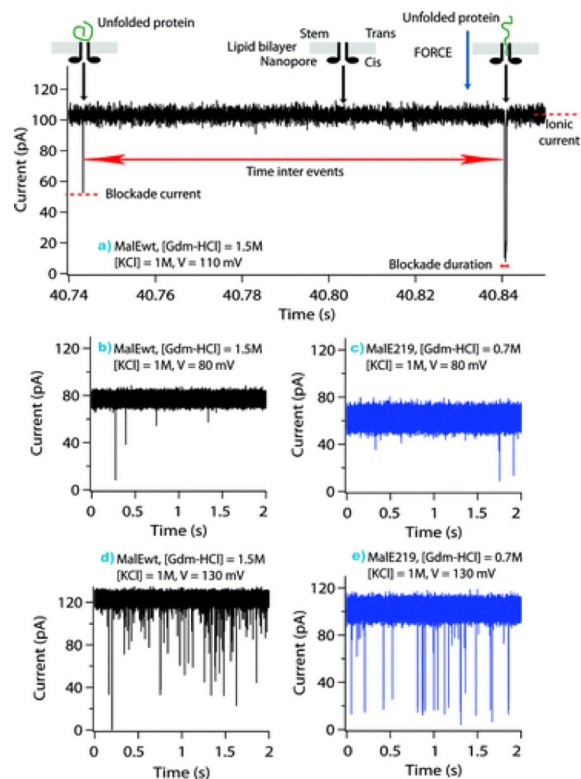 Unfolded protein
Stem
Trans
Unfolded protein
Lipid bilayer
Nanopore
Cis
FORCE
120
100
80
60
40
20
0
Current (pA)
Ionic
current
Time inter events
Blockade current
a) MalEwt, [Gdm-HCl] = 1.5M
[KCl] = 1M, V = 110 mV
Blockade duration
40.74
40.76
40.78
40.80
40.82
40.84
Time (s)
b) MalEwt, [Gdm-HCl] = 1.5M
[KCl] = 1M, V = 80 mV
120
80
40
0
Current (pA)
0
0.5
1
1.5
2
Time (s)
c) MalE219, [Gdm-HCl] = 0.7M
[KCl] = 1M, V = 80 mV
120
80
40
0
Current (pA)
0
0.5
1
1.5
2
Time (s)
d) MalEwt, [Gdm-HCl] = 1.5M
[KCl] = 1M, V = 130 mV
120
80
40
0
Current (pA)
0
0.5
1
1.5
2
Time (s)
e) MalE219, [Gdm-HCl] = 0.7M
[KCl] = 1M, V = 130 mV
120
80
40
0
Current (pA)
0
0.5
1
1.5
2
Time (s)